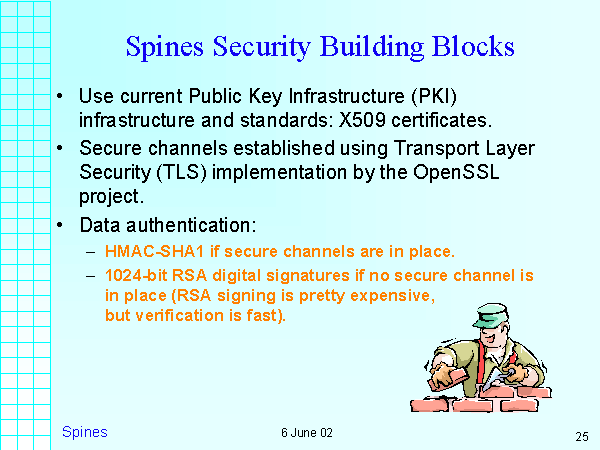 Spines Security Building Blocks
• Use current Public Key Infrastructure (PKI)
infrastructure and standards: X509 certificates.
• Secure channels established using Transport Layer
Security (TLS) implementation by the OpenSSL
project.
• Data authentication:
– HMAC-SHA1 if secure channels are in place.
– 1024-bit RSA digital signatures if no secure channel is
in place (RSA signing is pretty expensive,
but verification is fast).
Spines
6 June 02
25